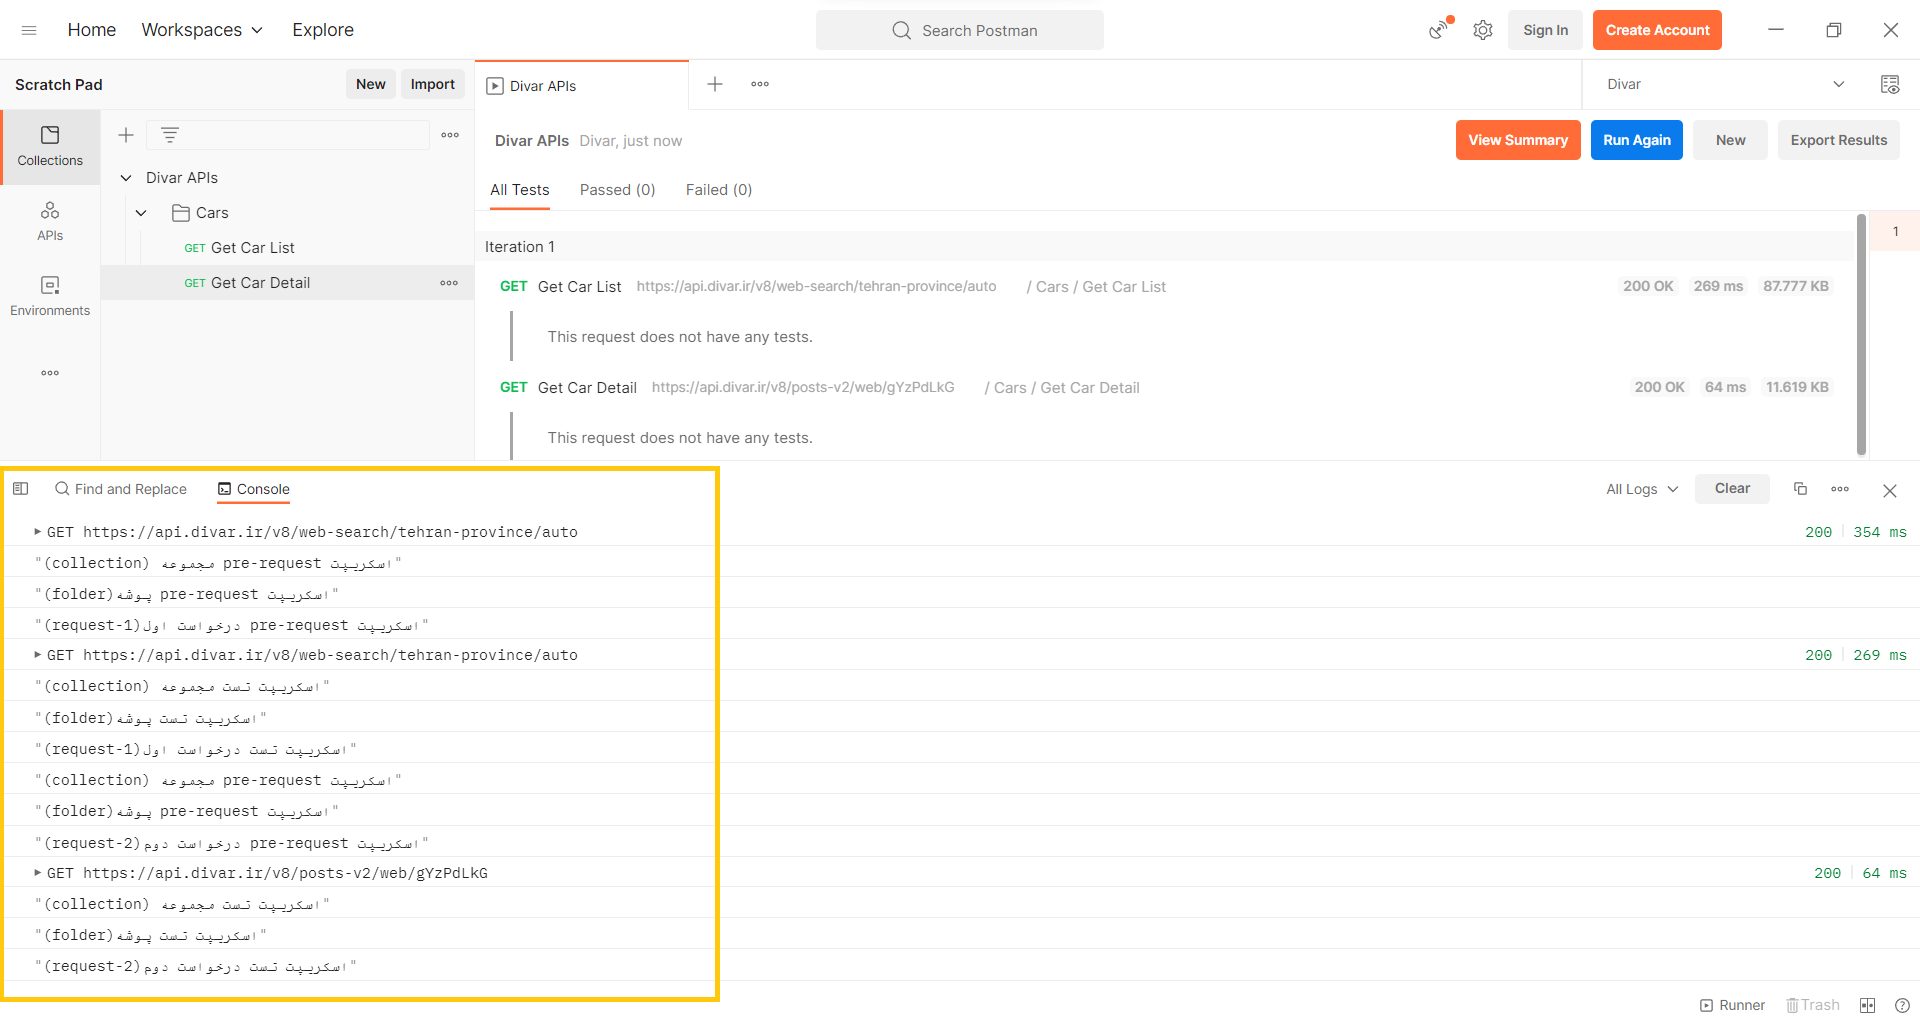 Home Workspaces Explore Search Postman Sign In Create Account
Scratch Pad New Import Divar APIs Divar
Collections
APIs
Environments
Divar APIs
Cars
GET Get Car List
GET Get Car Detail
Divar APIs Divar, just now View Summary Run Again New Export Results
All Tests Passed (0) Failed (0)
Iteration 1 1
GET Get Car List https://api.divar.ir/v8/web-search/tehran-province/auto / Cars / Get Car List 200 OK 269 ms 87.777 KB
This request does not have any tests.
GET Get Car Detail https://api.divar.ir/v8/posts-v2/web/gYzPdLkG / Cars / Get Car Detail 200 OK 64 ms 11.619 KB
This request does not have any tests.
Find and Replace Console All Logs Clear
GET https://api.divar.ir/v8/web-search/tehran-province/auto 200 354 ms
"اسکریپت pre-request مجموعه (collection)"
"اسکریپت pre-request پوشه(folder)"
"اسکریپت pre-request درخواست اول(request-1)"
GET https://api.divar.ir/v8/web-search/tehran-province/auto 200 269 ms
"اسکریپت تست مجموعه (collection)"
"اسکریپت تست پوشه(folder)"
"اسکریپت تست درخواست اول(request-1)"
"اسکریپت pre-request مجموعه (collection)"
"اسکریپت pre-request پوشه(folder)"
"اسکریپت pre-request درخواست دوم(request-2)"
GET https://api.divar.ir/v8/posts-v2/web/gYzPdLkG 200 64 ms
"اسکریپت تست مجموعه (collection)"
"اسکریپت تست پوشه(folder)"
"اسکریپت تست درخواست دوم(request-2)"
Runner Trash